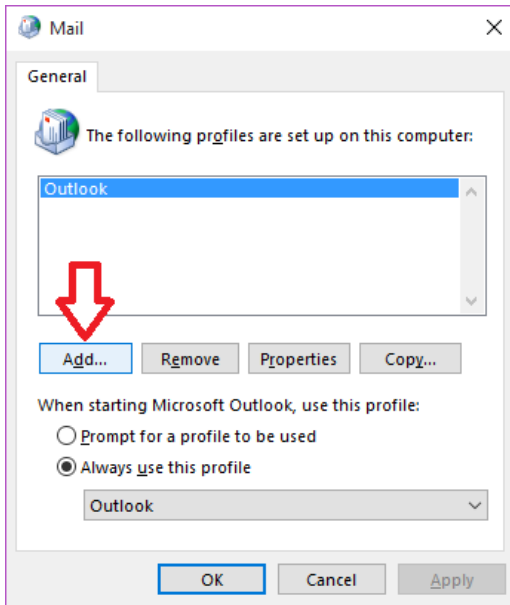 Mail
General
The following profiles are set up on this computer:
Outlook
Add... Remove Properties Copy...
When starting Microsoft Outlook, use this profile:
Prompt for a profile to be used
Always use this profile
Outlook
OK Cancel Apply